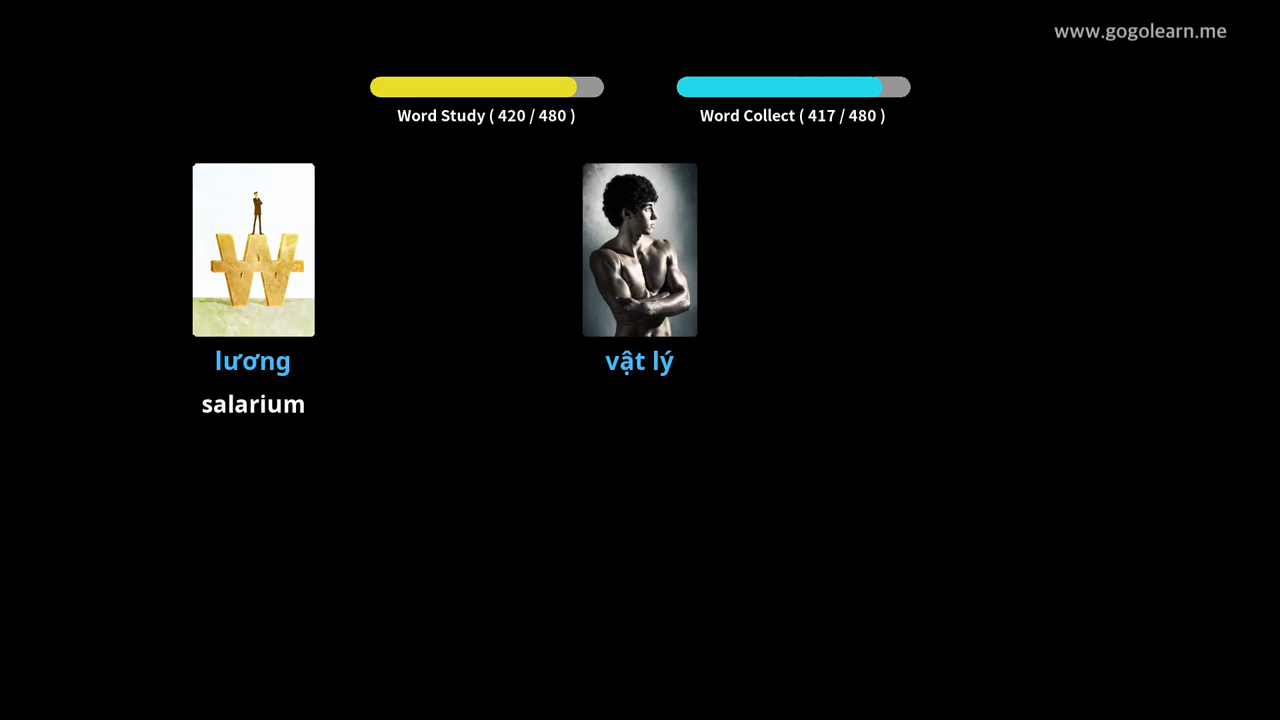 www.gogolearn.me
Word Study ( 420 / 480 )
Word Collect ( 417 / 480 )
lương
vật lý
salarium